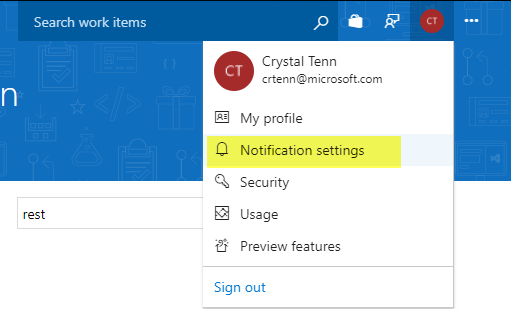 Search work items
CT
n
CT
Crystal Tenn
crtenn@microsoft.com
My profile
Notification settings
Security
Usage
Preview features
Sign out
rest